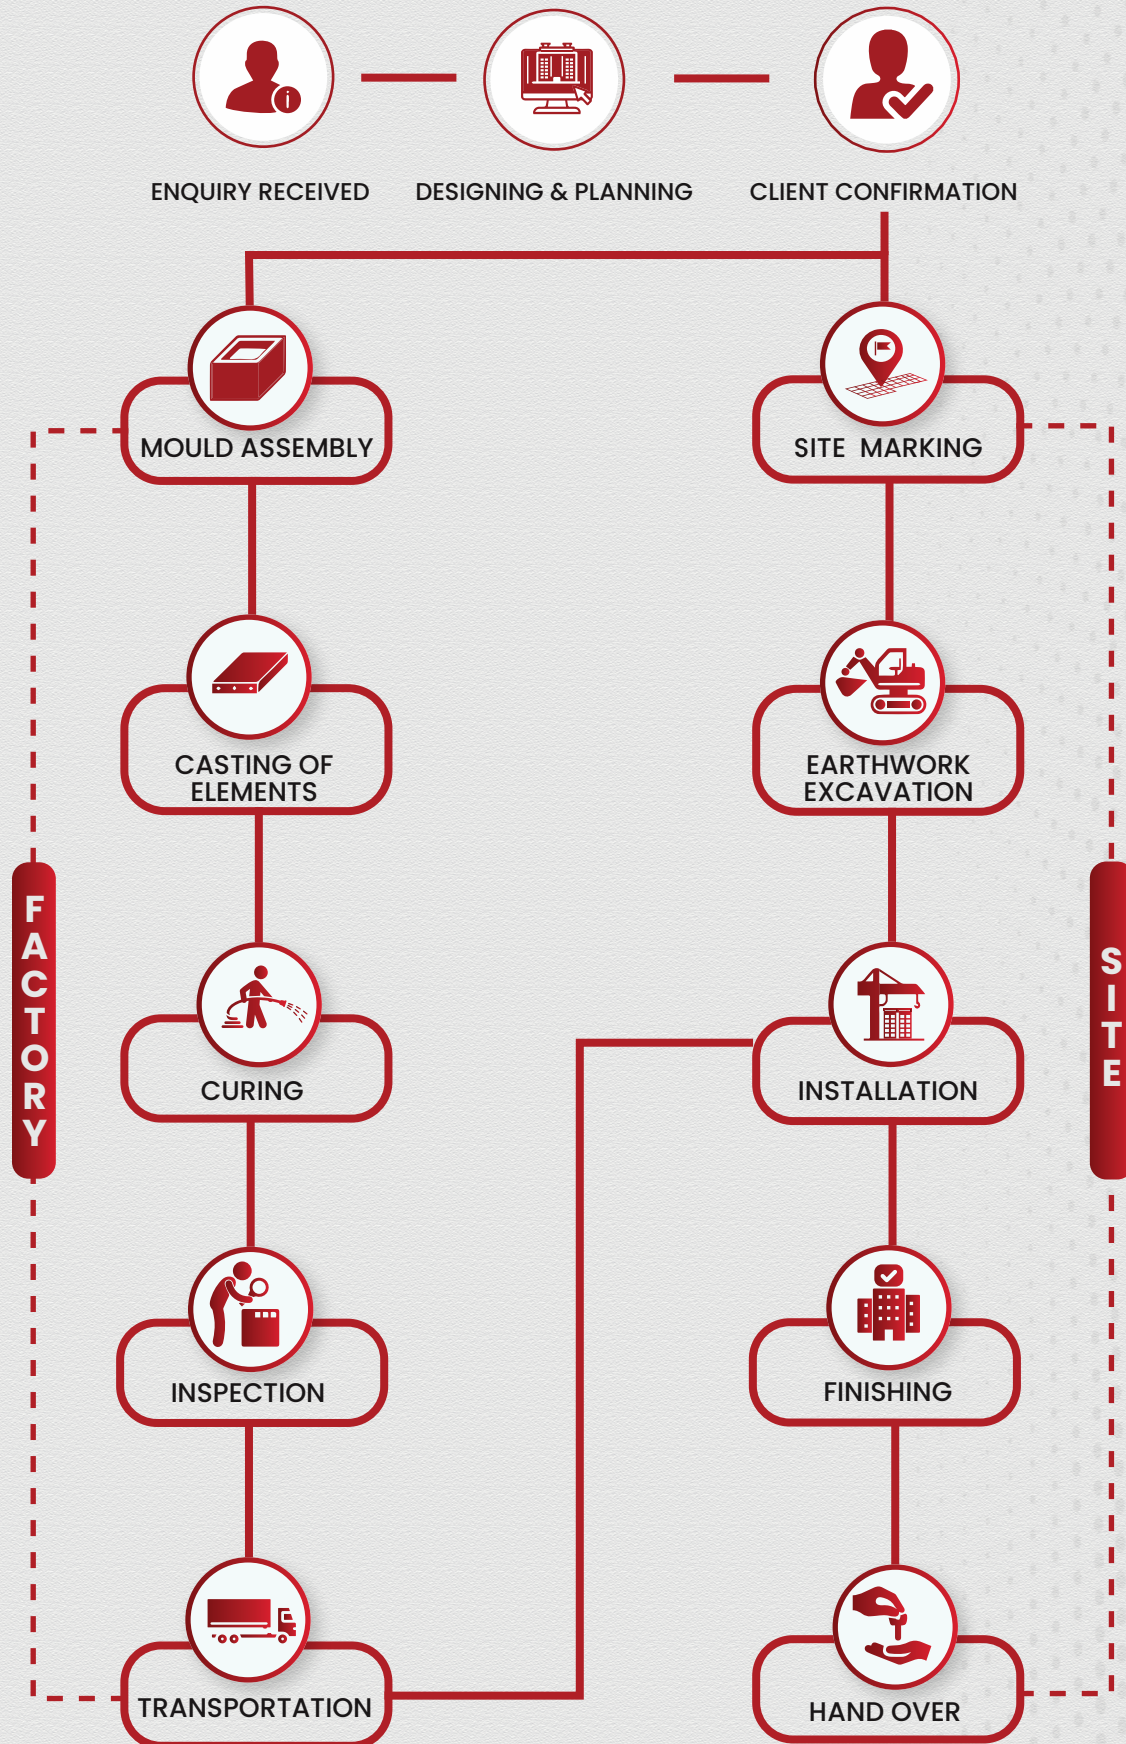 ENQUIRY RECEIVED
DESIGNING & PLANNING
CLIENT CONFIRMATION
MOULD ASSEMBLY
SITE MARKING
CASTING OF
ELEMENTS
EARTHWORK
EXCAVATION
FACTORY
SITE
CURING
INSTALLATION
INSPECTION
FINISHING
TRANSPORTATION
HAND OVER